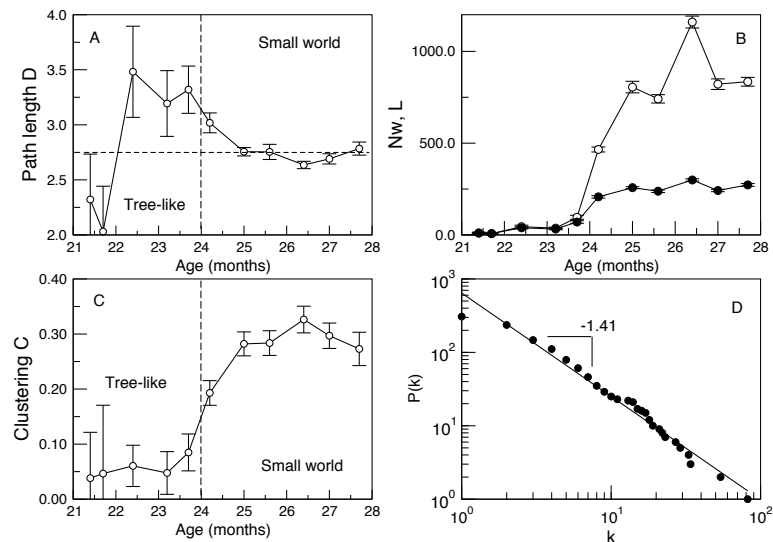 4.0
A
Small world
3.5
Path length D
3.0
2.5
Tree-like
2.0
21 22 23 24 25 26 27 28
Age (months)
B
1000.0
Nw, L
500.0
0.0
21 22 23 24 25 26 27 28
Age (months)
0.40
C
0.30
Clustering C
Tree-like
0.20
0.10
Small world
0.00
21 22 23 24 25 26 27 28
Age (months)
10³
D
-1.41
10²
P(k)
10¹
10⁰
10⁰ 10¹ 10²
k